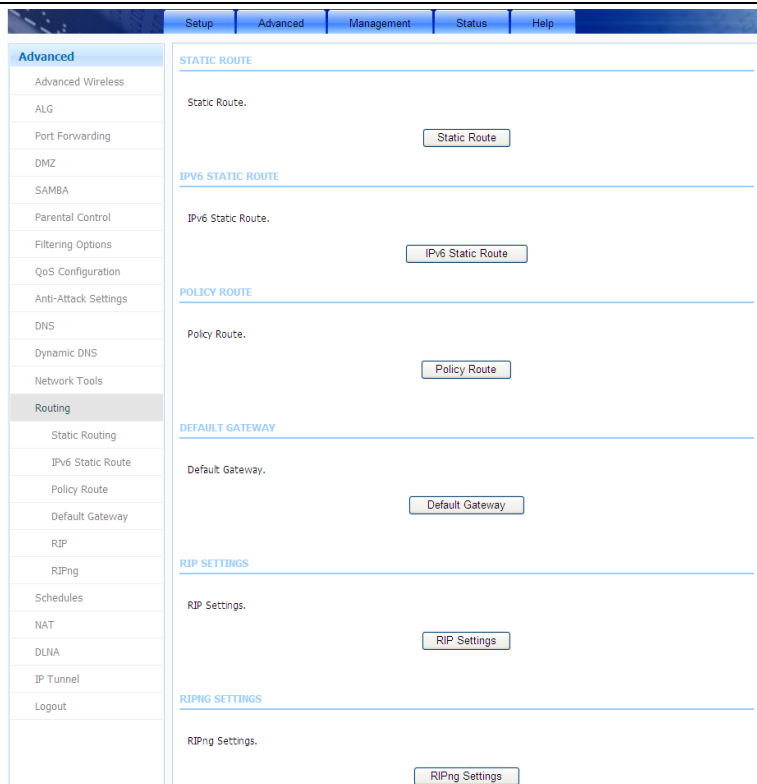 Setup Advanced Management Status Help
Advanced
Advanced Wireless
ALG
Port Forwarding
DMZ
SAMBA
Parental Control
Filtering Options
QoS Configuration
Anti-Attack Settings
DNS
Dynamic DNS
Network Tools
Routing
Static Routing
IPv6 Static Route
Policy Route
Default Gateway
RIP
RIPng
Schedules
NAT
DLNA
IP Tunnel
Logout
STATIC ROUTE
Static Route.
Static Route
IPV6 STATIC ROUTE
IPv6 Static Route.
IPv6 Static Route
POLICY ROUTE
Policy Route.
Policy Route
DEFAULT GATEWAY
Default Gateway.
Default Gateway
RIP SETTINGS
RIP Settings.
RIP Settings
RIPNG SETTINGS
RIPng Settings.
RIPng Settings